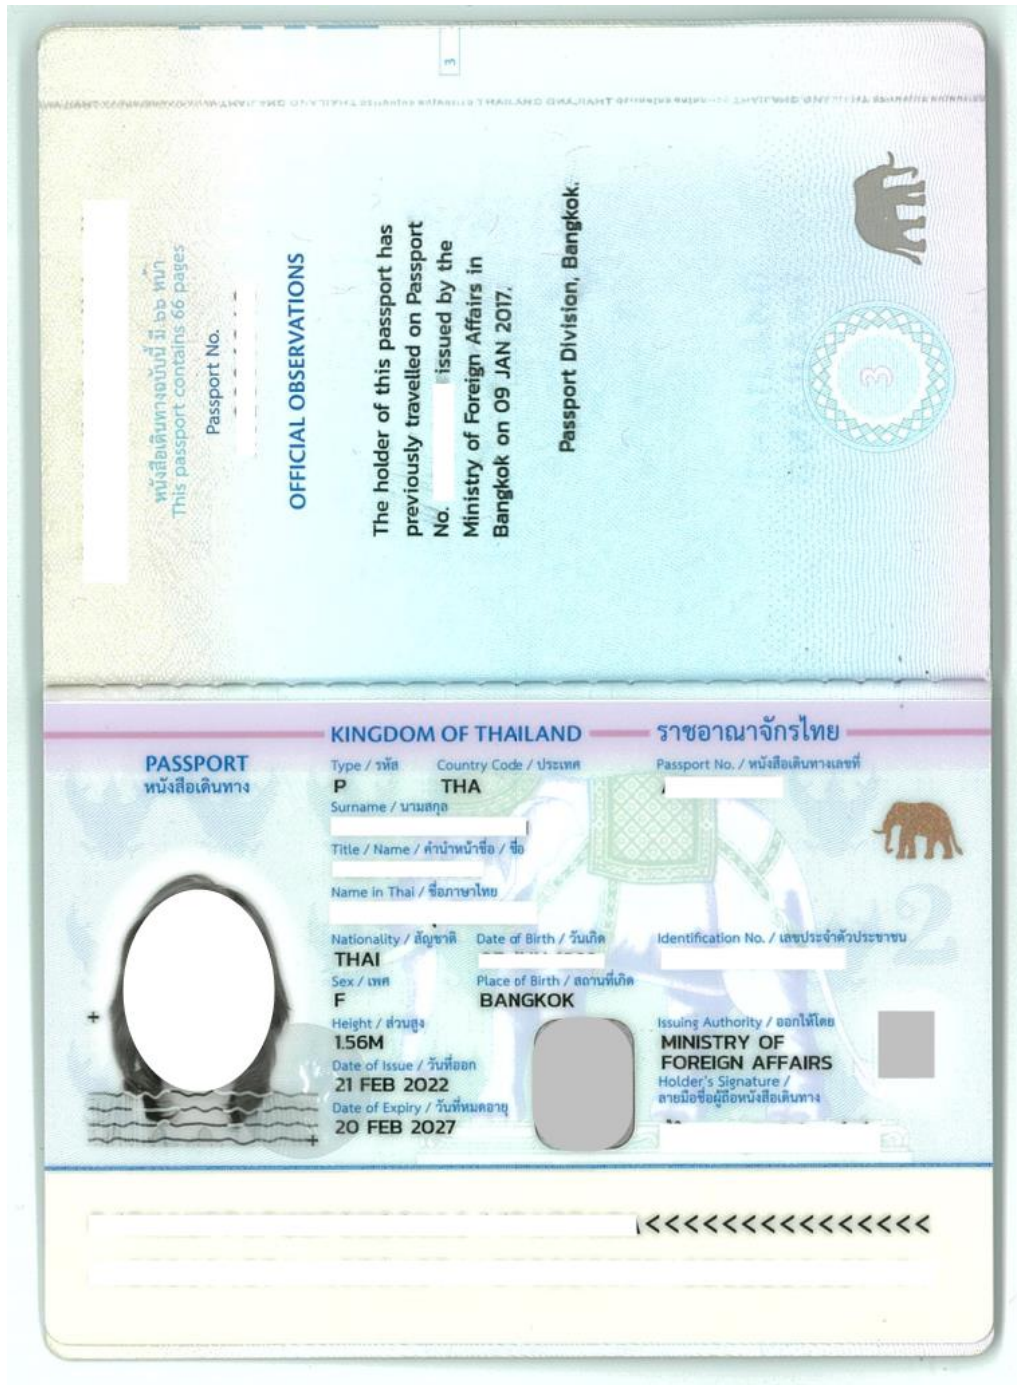 3
หนังสือเดินทางฉบับนี้ มี ๖๖ หน้า
This passport contains 66 pages
Passport No.
OFFICIAL OBSERVATIONS
The holder of this passport has
previously travelled on Passport
No. issued by the
Ministry of Foreign Affairs in
Bangkok on 09 JAN 2017.
Passport Division, Bangkok.
3
KINGDOM OF THAILAND ราชอาณาจักรไทย
PASSPORT
หนังสือเดินทาง
Type / รหัส Country Code / ประเทศ Passport No. / หนังสือเดินทางเลขที่
P THA
Surname / นามสกุล
Title / Name / คำนำหน้าชื่อ / ชื่อ
Name in Thai / ชื่อภาษาไทย
Nationality / สัญชาติ Date of Birth / วันเกิด Identification No. / เลขประจำตัวประชาชน
THAI
Sex / เพศ Place of Birth / สถานที่เกิด
F BANGKOK
Height / ส่วนสูง Issuing Authority / ออกให้โดย
1.56M MINISTRY OF
FOREIGN AFFAIRS
Date of Issue / วันที่ออก
21 FEB 2022
Holder's Signature /
ลายมือชื่อผู้ถือหนังสือเดินทาง
Date of Expiry / วันที่หมดอายุ
20 FEB 2027
2
<<<<<<<<<<<<<<<